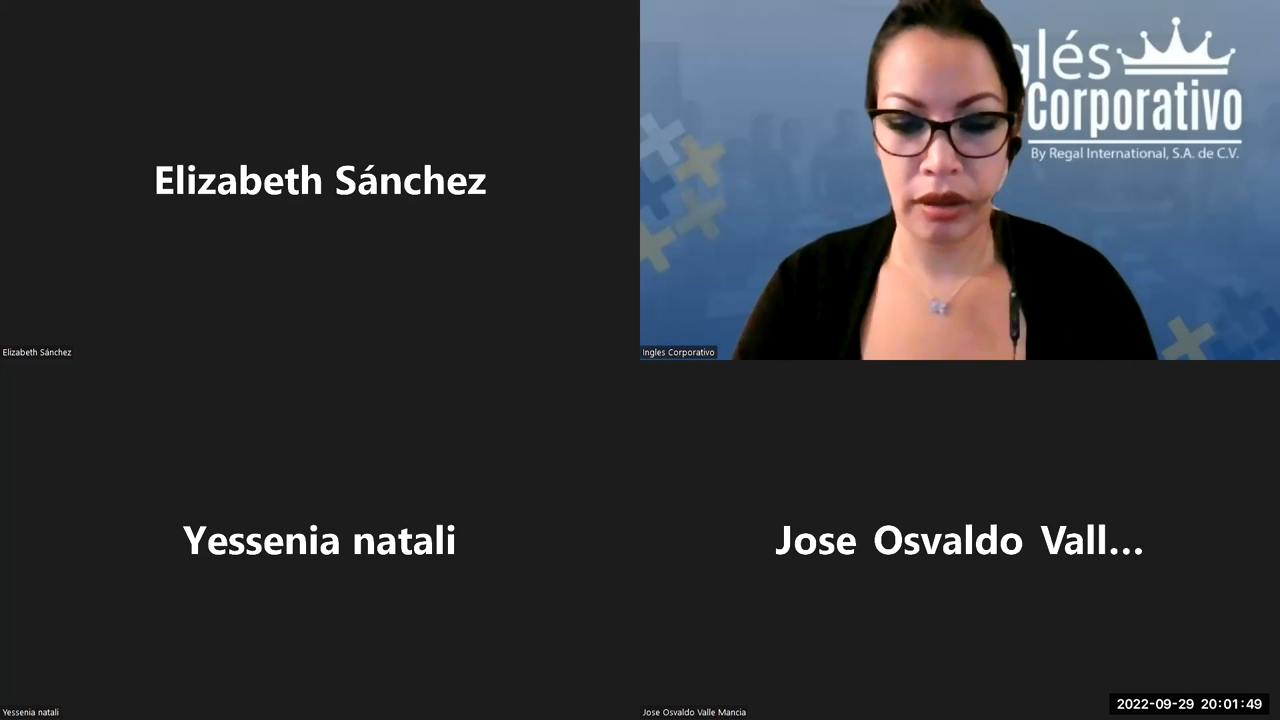 Elizabeth Sánchez
Elizabeth Sánchez
glés
Corporativo
By Regal International, S.A. de C.V.
Ingles Corporativo
Yessenia natali
Yessenia natali
Jose Osvaldo Vall...
Jose Osvaldo Valle Mancia
2022-09-29 20:01:49